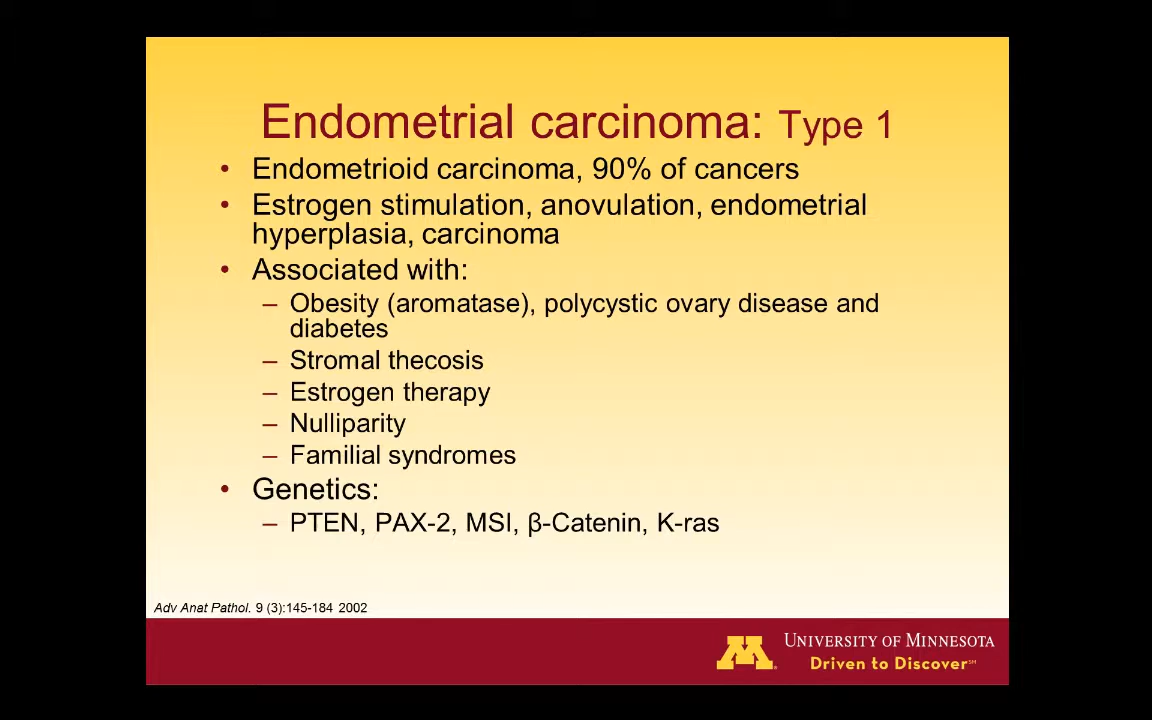 Endometrial carcinoma: Type 1
• Endometrioid carcinoma, 90% of cancers
• Estrogen stimulation, anovulation, endometrial
hyperplasia, carcinoma
• Associated with:
– Obesity (aromatase), polycystic ovary disease and
diabetes
– Stromal thecosis
– Estrogen therapy
– Nulliparity
– Familial syndromes
• Genetics:
– PTEN, PAX-2, MSI, β-Catenin, K-ras
Adv Anat Pathol. 9 (3):145-184 2002
M
UNIVERSITY OF MINNESOTA
Driven to Discover℠